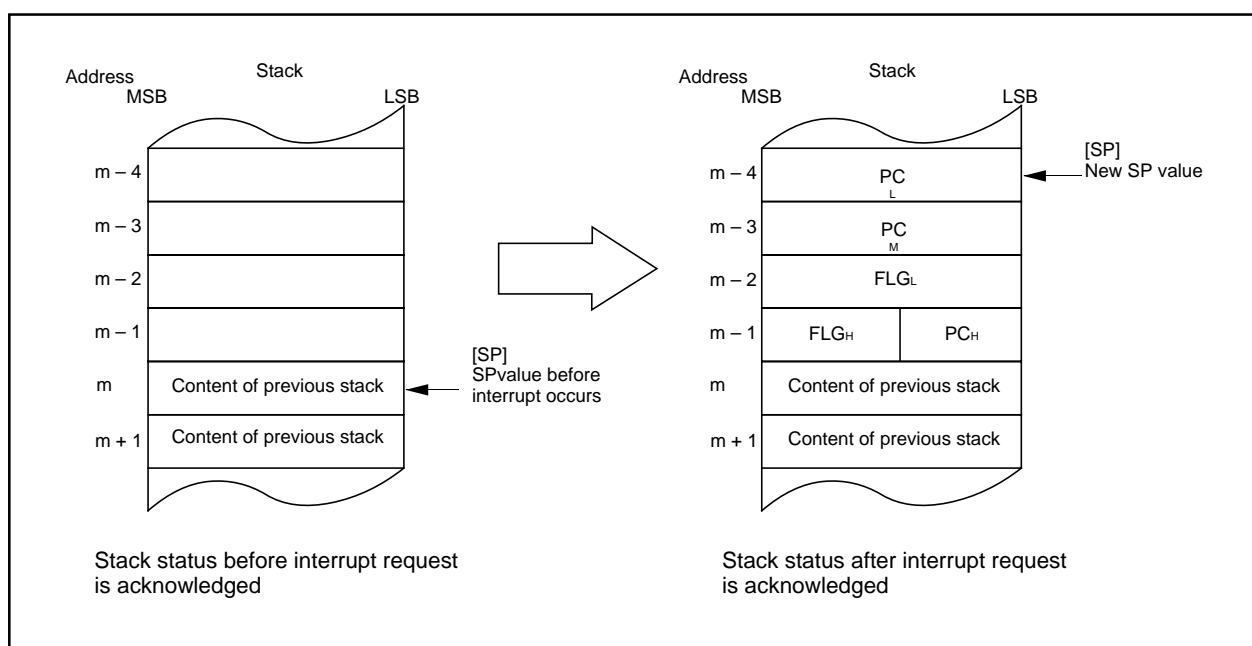 Address Stack
MSB LSB
m – 4
m – 3
m – 2
m – 1
m Content of previous stack
m + 1 Content of previous stack
[SP]
SPvalue before
interrupt occurs
Stack status before interrupt request
is acknowledged
Address Stack
MSB LSB
m – 4 PCL
m – 3 PCM
m – 2 FLGL
m – 1 FLGH PCH
m Content of previous stack
m + 1 Content of previous stack
[SP]
New SP value
Stack status after interrupt request
is acknowledged